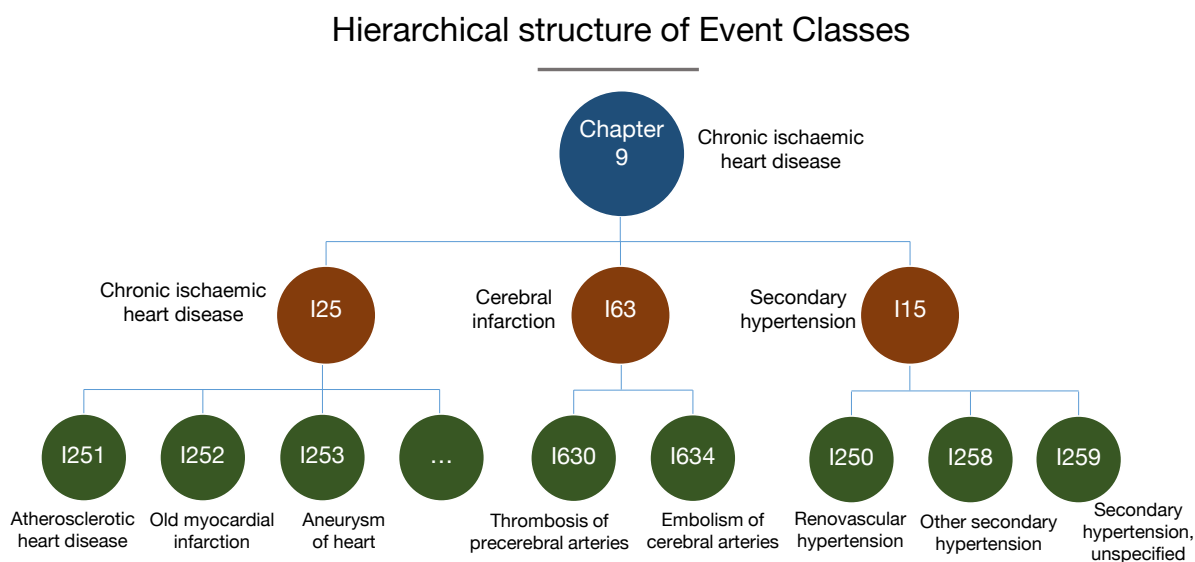 Hierarchical structure of Event Classes
Chapter
9
Chronic ischaemic
heart disease
Chronic ischaemic
heart disease
I25
Cerebral
infarction
I63
Secondary
hypertension
I15
I251
I252
I253
...
I630
I634
I250
I258
I259
Atherosclerotic
heart disease
Old myocardial
infarction
Aneurysm
of heart
Thrombosis of
precerebral arteries
Embolism of
cerebral arteries
Renovascular
hypertension
Other secondary
hypertension
Secondary
hypertension,
unspecified